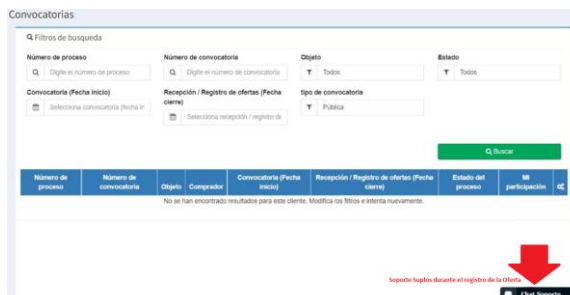 Convocatorias
Filtros de busqueda
Número de proceso
Número de convocatoria
Objeto
Estado
Digite el número de proceso
Digite el número de convocatoria
Todos
Todos
Convocatoria (Fecha inicio)
Recepción / Registro de ofertas (Fecha
cierre)
tipo de convocatoria
Selecciona convocatoria (fecha in
Selecciona recepción / registro de
Pública
Buscar
Número de
proceso
Número de
convocatoria
Objeto
Comprador
Convocatoria (Fecha
inicio)
Recepción / Registro de ofertas (Fecha
cierre)
Estado del
proceso
Mi
participación
No se han encontrado resultados para este cliente. Modifica los filtros e intenta nuevamente.
Soporte Suplos durante el registro de la Oferta
Chat Soporte